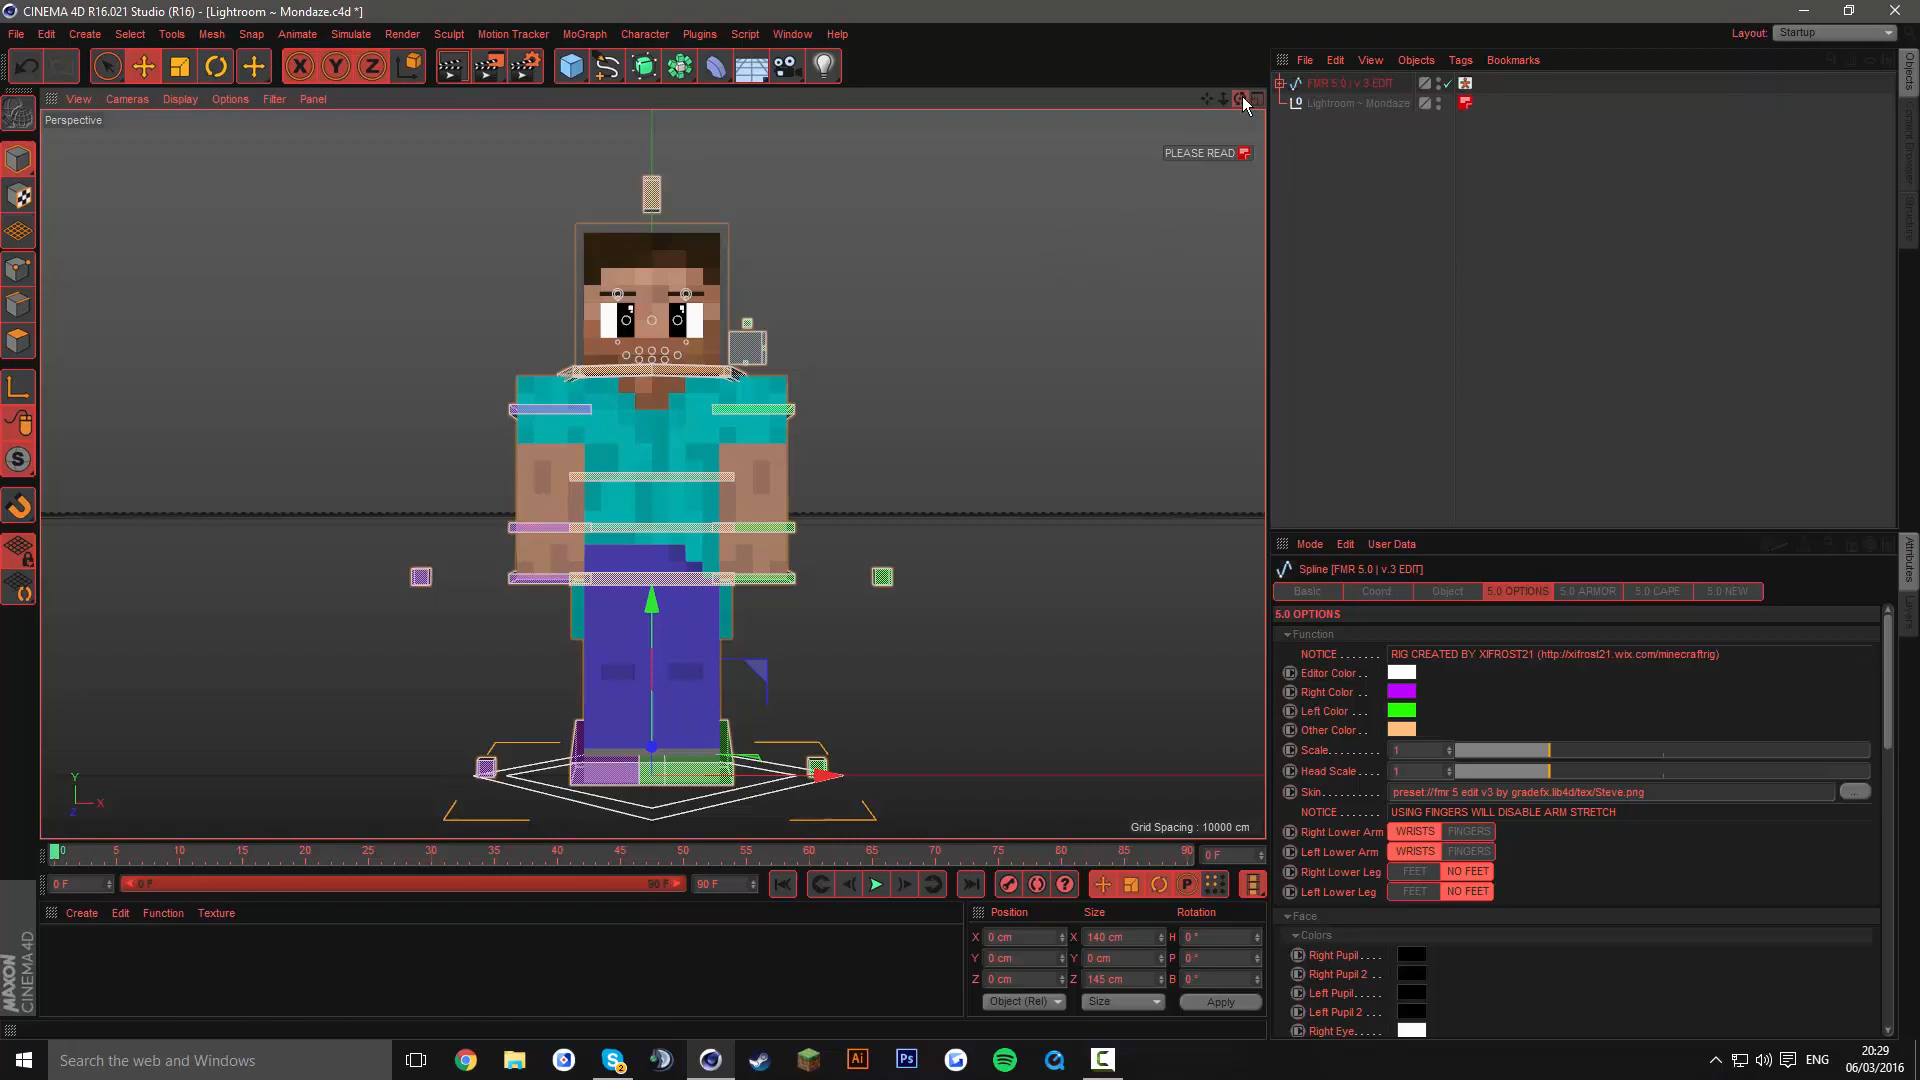 CINEMA 4D R16.021 Studio (R16) - [Lightroom ~ Mondaze.c4d *]
File Edit Create Select Tools Mesh Snap Animate Simulate Render Sculpt Motion Tracker MoGraph Character Plugins Script Window Help
Layout: Startup
View Cameras Display Options Filter Panel
Perspective
PLEASE READ
Grid Spacing : 10000 cm
Y
X
Z
File Edit View Objects Tags Bookmarks
FMR 5.0 | v.3 EDIT
Lightroom ~ Mondaze
Objects
Content Browser
Structure
Attributes
Layers
Mode Edit User Data
Spline [FMR 5.0 | v.3 EDIT]
Basic Coord Object 5.0 OPTIONS 5.0 ARMOR 5.0 CAPE 5.0 NEW
5.0 OPTIONS
Function
NOTICE . . . . . . . RIG CREATED BY XIFROST21 (http://xifrost21.wix.com/minecraftrig)
Editor Color . .
Right Color . .
Left Color . . .
Other Color . .
Scale. . . . . . 1
Head Scale . . 1
Skin. . . . . . . preset://fmr 5 edit v3 by gradefx.lib4d/tex/Steve.png ...
NOTICE . . . . . . . USING FINGERS WILL DISABLE ARM STRETCH
Right Lower Arm WRISTS FINGERS
Left Lower Arm WRISTS FINGERS
Right Lower Leg FEET NO FEET
Left Lower Leg FEET NO FEET
Face
Colors
Right Pupil. . . .
Right Pupil 2 . .
Left Pupil. . . . .
Left Pupil 2 . . .
Right Eye. . . . .
0 5 10 15 20 25 30 35 40 45 50 55 60 65 70 75 80 85 90 0 F
0 F 0 F 90 F 90 F
Create Edit Function Texture
Position Size Rotation
X 0 cm X 140 cm H 0 °
Y 0 cm Y 0 cm P 0 °
Z 0 cm Z 145 cm B 0 °
Object (Rel) Size Apply
MAXON
CINEMA 4D
Search the web and Windows
ENG
20:29
06/03/2016